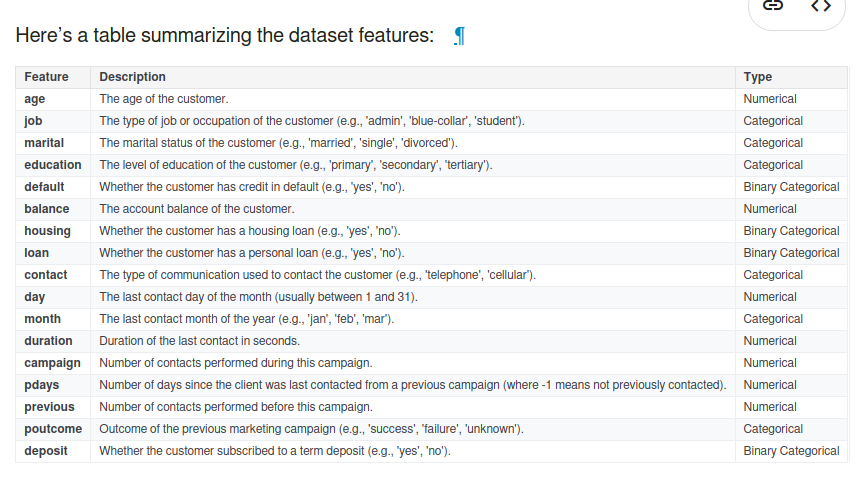 Here’s a table summarizing the dataset features: ¶
Feature Description Type
age The age of the customer. Numerical
job The type of job or occupation of the customer (e.g., 'admin', 'blue-collar', 'student'). Categorical
marital The marital status of the customer (e.g., 'married', 'single', 'divorced'). Categorical
education The level of education of the customer (e.g., 'primary', 'secondary', 'tertiary'). Categorical
default Whether the customer has credit in default (e.g., 'yes', 'no'). Binary Categorical
balance The account balance of the customer. Numerical
housing Whether the customer has a housing loan (e.g., 'yes', 'no'). Binary Categorical
loan Whether the customer has a personal loan (e.g., 'yes', 'no'). Binary Categorical
contact The type of communication used to contact the customer (e.g., 'telephone', 'cellular'). Categorical
day The last contact day of the month (usually between 1 and 31). Numerical
month The last contact month of the year (e.g., 'jan', 'feb', 'mar'). Categorical
duration Duration of the last contact in seconds. Numerical
campaign Number of contacts performed during this campaign. Numerical
pdays Number of days since the client was last contacted from a previous campaign (where -1 means not previously contacted). Numerical
previous Number of contacts performed before this campaign. Numerical
poutcome Outcome of the previous marketing campaign (e.g., 'success', 'failure', 'unknown'). Categorical
deposit Whether the customer subscribed to a term deposit (e.g., 'yes', 'no'). Binary Categorical